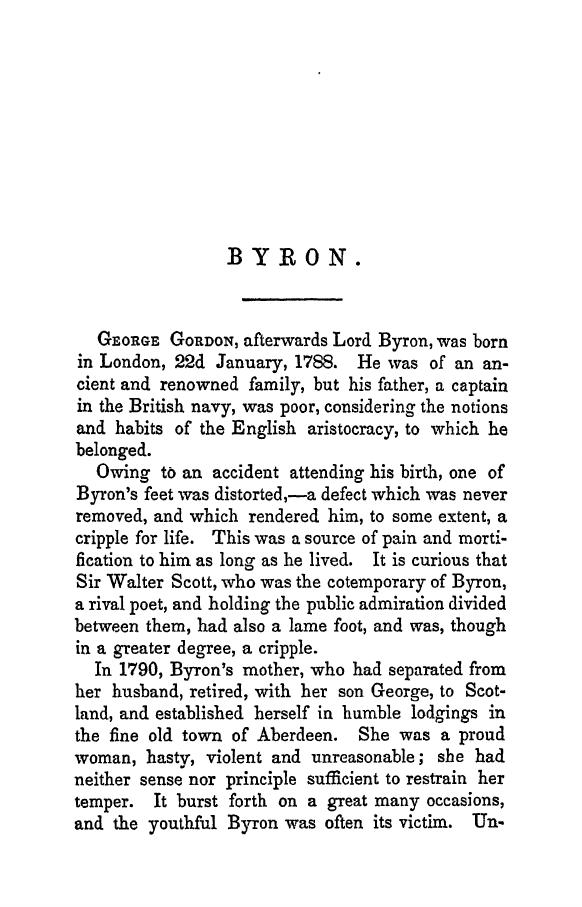 BYRON.
GEORGE GORDON, afterwards Lord Byron, was born
in London, 22d January, 1788. He was of an an-
cient and renowned family, but his father, a captain
in the British navy, was poor, considering the notions
and habits of the English aristocracy, to which he
belonged.
Owing to an accident attending his birth, one of
Byron's feet was distorted,—a defect which was never
removed, and which rendered him, to some extent, a
cripple for life. This was a source of pain and morti-
fication to him as long as he lived. It is curious that
Sir Walter Scott, who was the cotemporary of Byron,
a rival poet, and holding the public admiration divided
between them, had also a lame foot, and was, though
in a greater degree, a cripple.
In 1790, Byron's mother, who had separated from
her husband, retired, with her son George, to Scot-
land, and established herself in humble lodgings in
the fine old town of Aberdeen. She was a proud
woman, hasty, violent and unreasonable; she had
neither sense nor principle sufficient to restrain her
temper. It burst forth on a great many occasions,
and the youthful Byron was often its victim. Un-